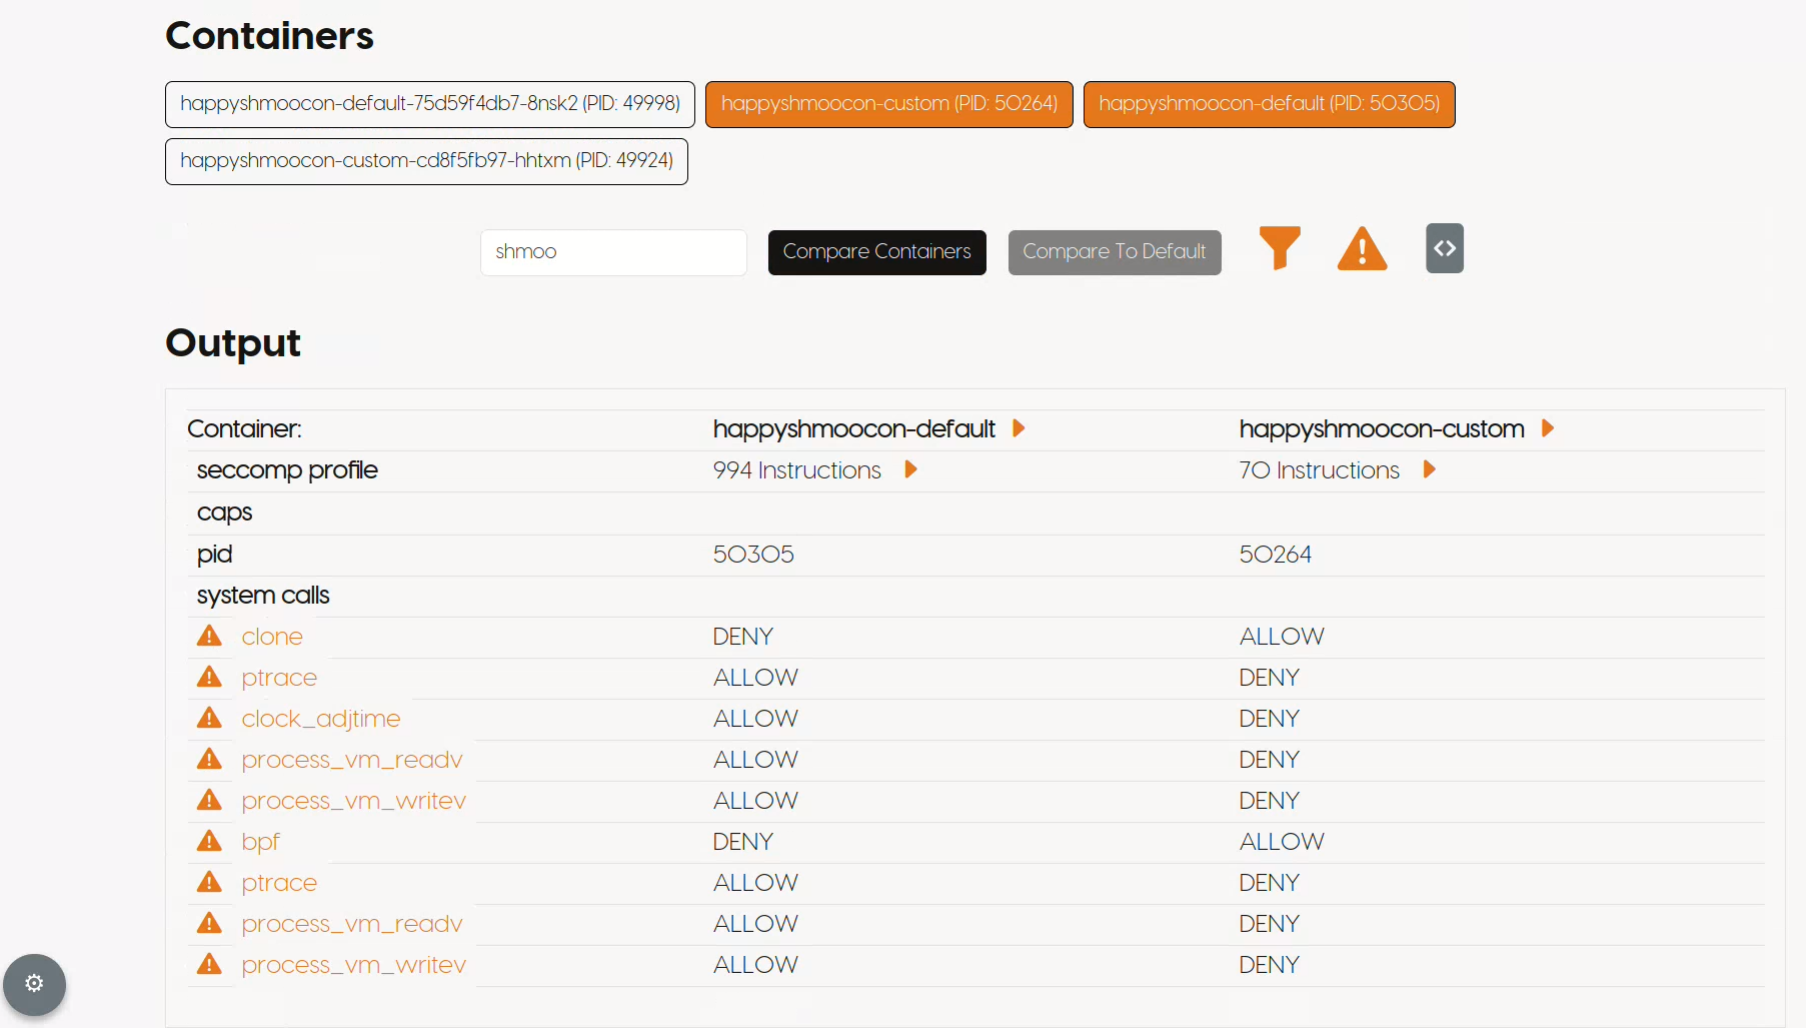 Containers
happyshmoocon-default-75d59f4db7-8nsk2 (PID: 49998) happyshmoocon-custom (PID: 50264) happyshmoocon-default (PID: 50305)
happyshmoocon-custom-cd8f5fb97-hhtxm (PID: 49924)
shmoo Compare Containers Compare To Default
Output
Container: happyshmoocon-default happyshmoocon-custom
seccomp profile 994 Instructions 70 Instructions
caps
pid 50305 50264
system calls
clone DENY ALLOW
ptrace ALLOW DENY
clock_adjtime ALLOW DENY
process_vm_readv ALLOW DENY
process_vm_writev ALLOW DENY
bpf DENY ALLOW
ptrace ALLOW DENY
process_vm_readv ALLOW DENY
process_vm_writev ALLOW DENY